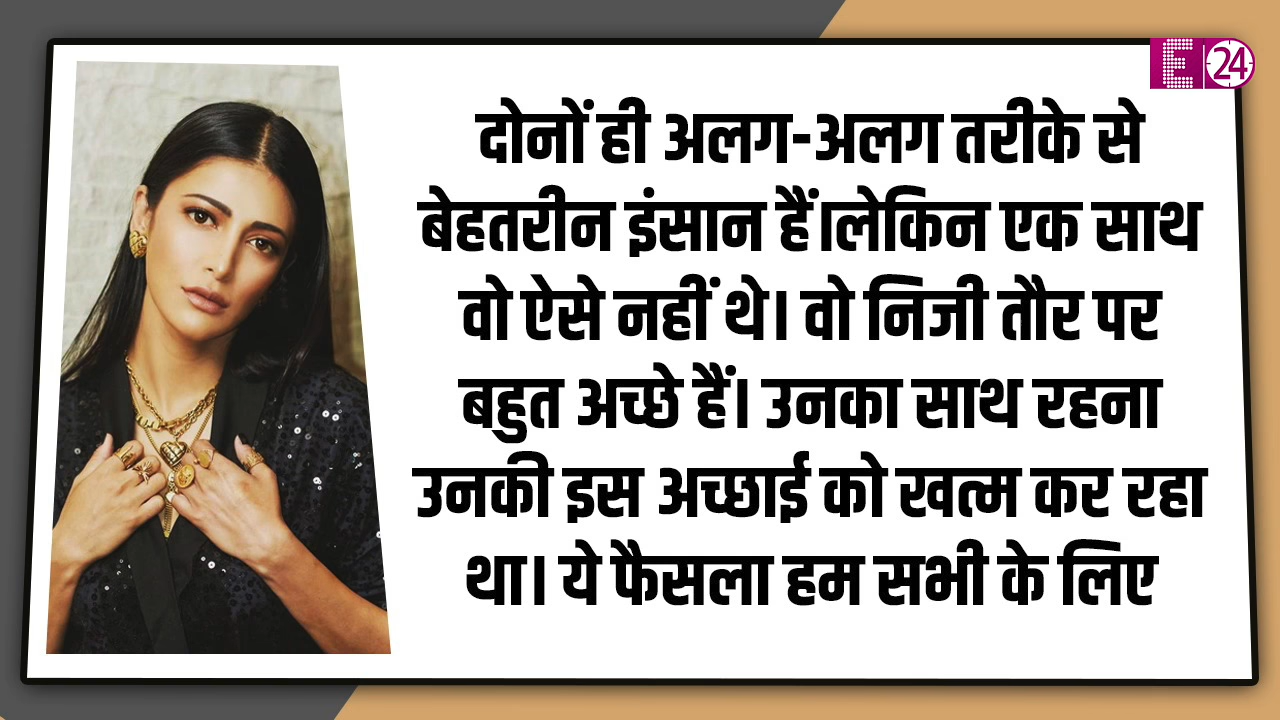 E 24
दोनों ही अलग-अलग तरीके से
बेहतरीन इंसान हैं।लेकिन एक साथ
वो ऐसे नहीं थे। वो निजी तौर पर
बहुत अच्छे हैं। उनका साथ रहना
उनकी इस अच्छाई को खत्म कर रहा
था। ये फैसला हम सभी के लिए